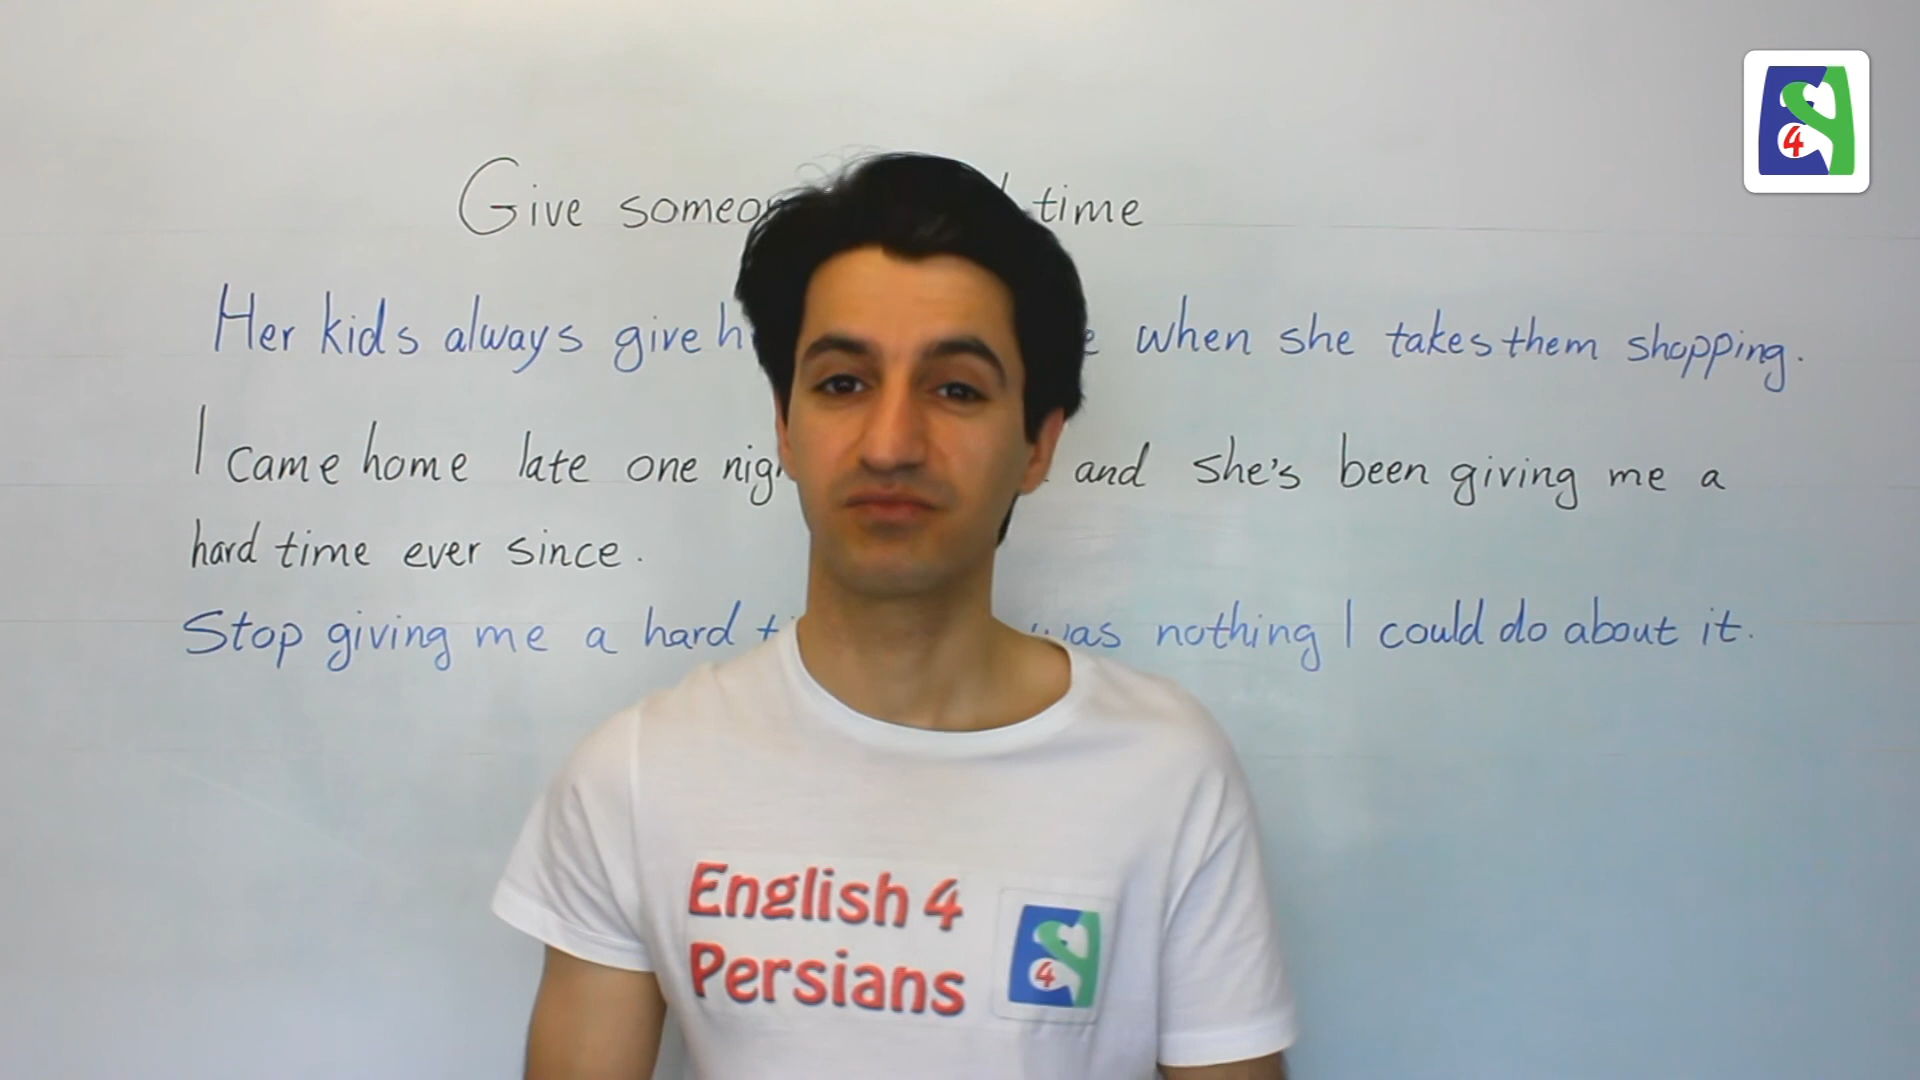 Give time
Her kids always give when she takes them shopping.
I came home late one and she's been giving me a
hard time ever since.
Stop giving me a hard was nothing I could do about it.
English 4
Persians
4
4